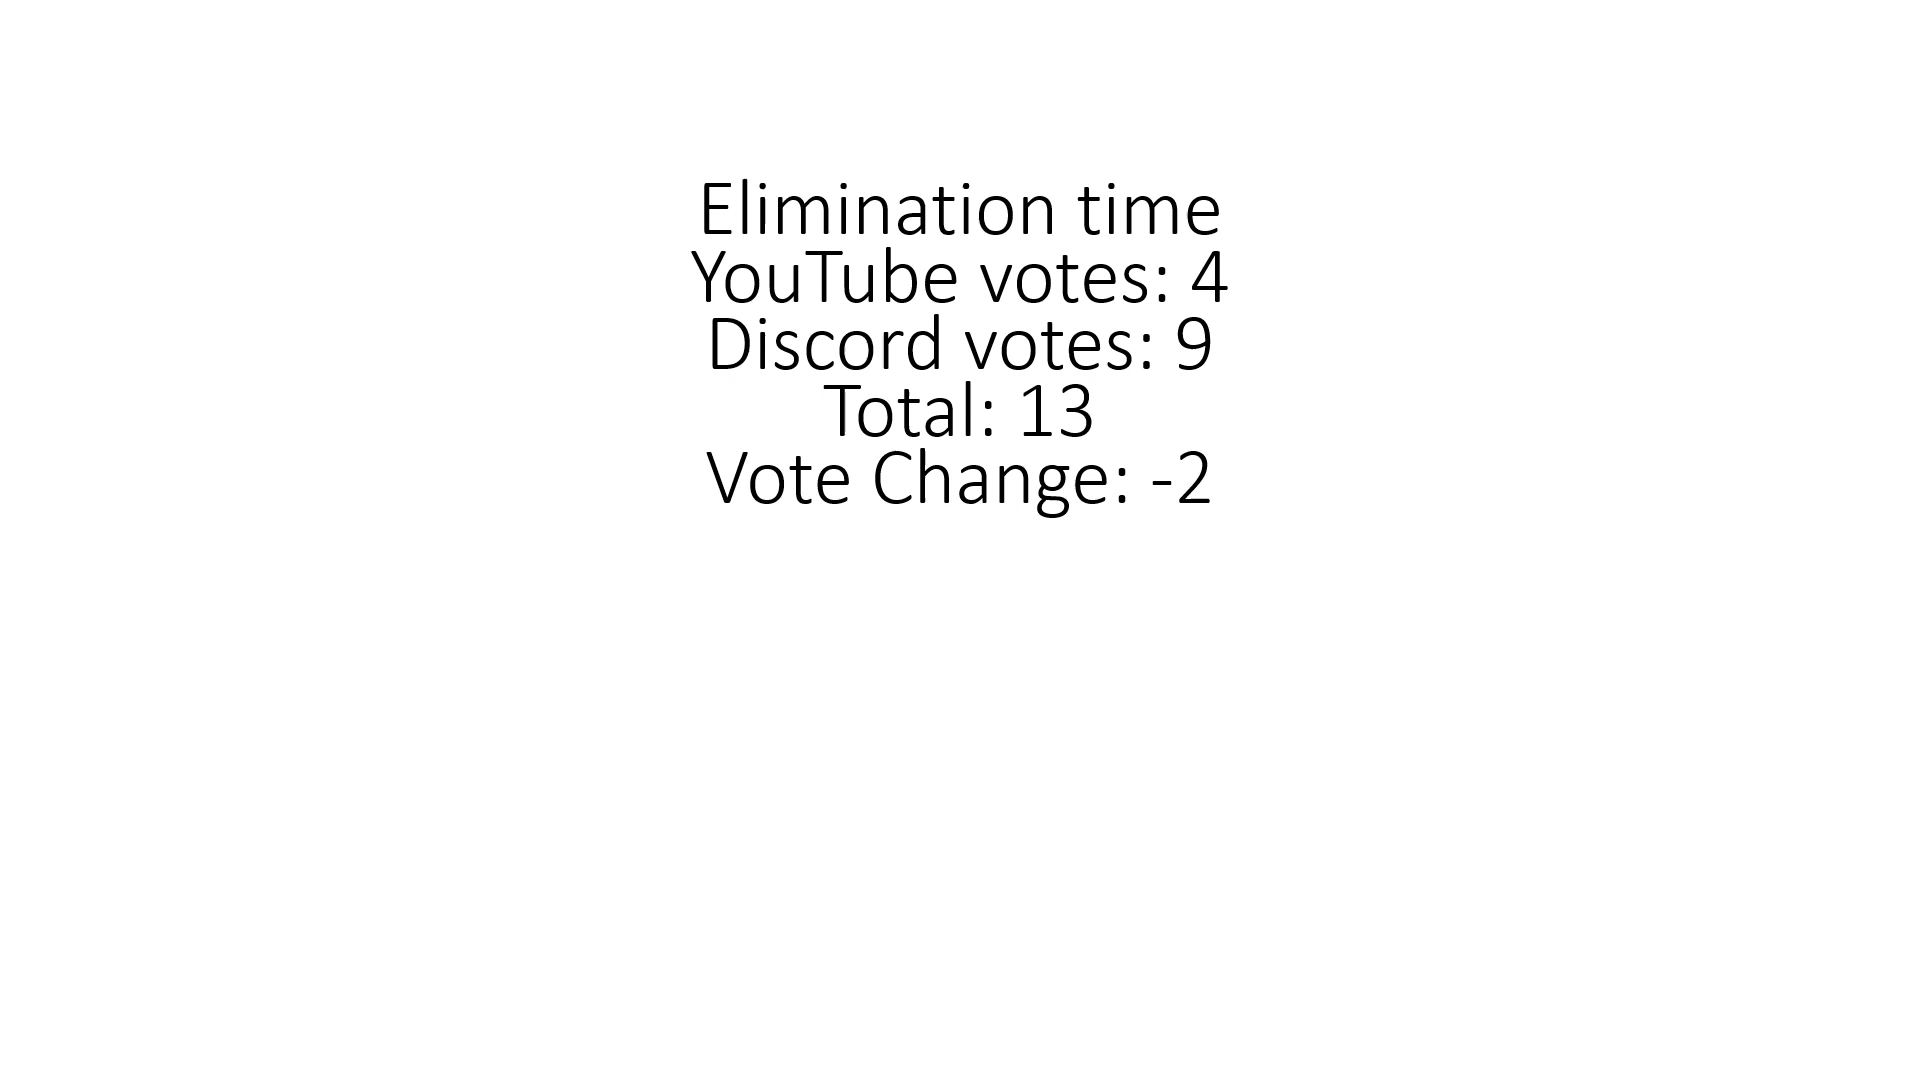 Elimination time
YouTube votes: 4
Discord votes: 9
Total: 13
Vote Change: -2